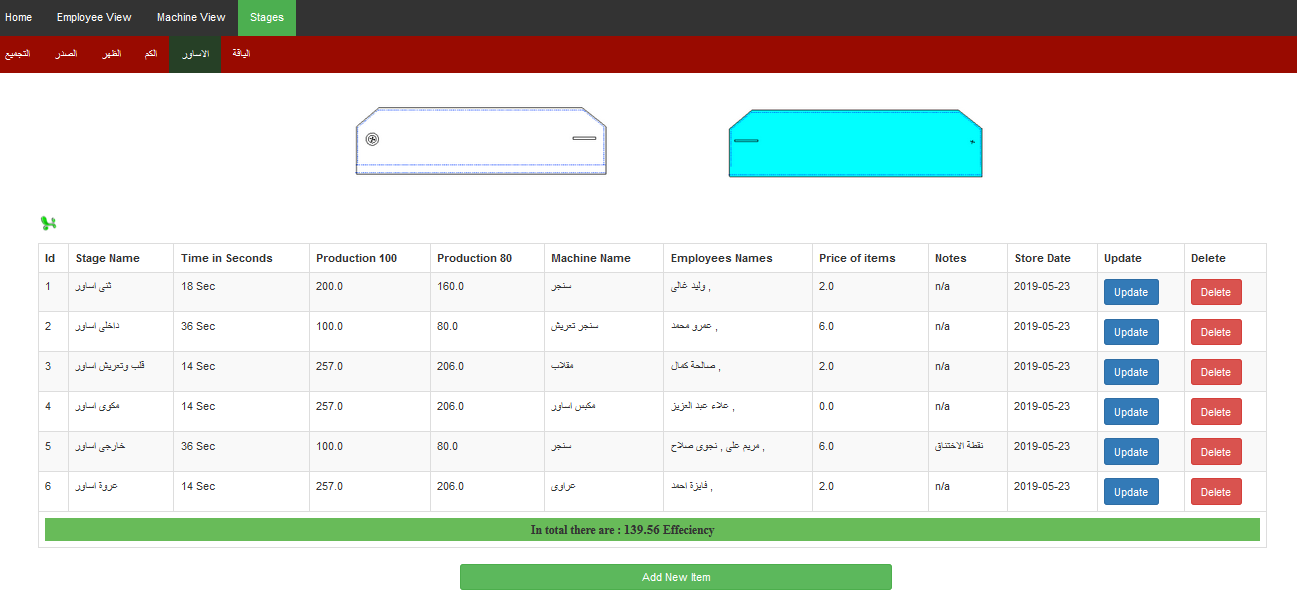 Home Employee View Machine View Stages
التجميع الصدر الظهر الكم الاساور الياقة
Id Stage Name Time in Seconds Production 100 Production 80 Machine Name Employees Names Price of items Notes Store Date Update Delete
1 ثنى اساور 18 Sec 200.0 160.0 سنجر وليد غالى , 2.0 n/a 2019-05-23 Update Delete
2 داخلى اساور 36 Sec 100.0 80.0 سنجر تعريش عمرو محمد , 6.0 n/a 2019-05-23 Update Delete
3 قلب وتعريش اساور 14 Sec 257.0 206.0 مقلاب صالحة كمال , 2.0 n/a 2019-05-23 Update Delete
4 مكوى اساور 14 Sec 257.0 206.0 مكبس اساور علاء عبد العزيز , 0.0 n/a 2019-05-23 Update Delete
5 خارجى اساور 36 Sec 100.0 80.0 سنجر مريم على , نجوى صلاح , 6.0 نقطة الاختناق 2019-05-23 Update Delete
6 عروة اساور 14 Sec 257.0 206.0 عراوى فايزة احمد , 2.0 n/a 2019-05-23 Update Delete
In total there are : 139.56 Effeciency
Add New Item